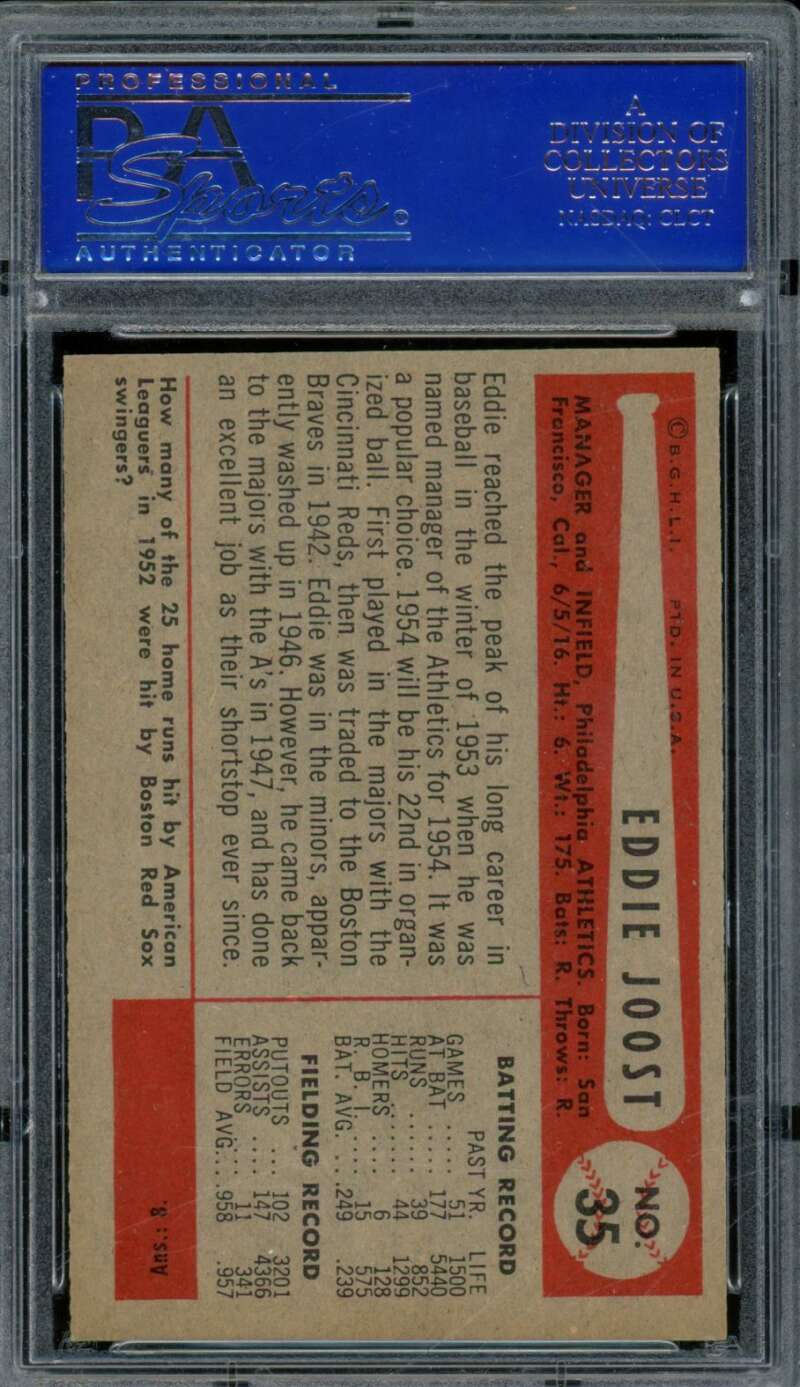 PROFESSIONAL
PSA
Sports
AUTHENTICATOR
A
DIVISION OF
COLLECTORS
UNIVERSE
NASDAQ: CLCT
© B.G.H.L.I. PTD. IN U.S.A.
EDDIE JOOST
NO.
35
MANAGER and INFIELD, Philadelphia ATHLETICS. Born: San
Francisco, Cal., 6/5/16. Ht.: 6. Wt.: 175. Bats: R. Throws: R.
Eddie reached the peak of his long career in
baseball in the winter of 1953 when he was
named manager of the Athletics for 1954. It was
a popular choice. 1954 will be his 22nd in organ-
ized ball. First played in the majors with the
Cincinnati Reds, then was traded to the Boston
Braves in 1942. Eddie was in the minors, appar-
ently washed up in 1946. However, he came back
to the majors with the A's in 1947, and has done
an excellent job as their shortstop ever since.
BATTING RECORD
PAST YR. LIFE
GAMES ..... 51 1500
AT BAT ..... 177 5440
RUNS ...... 39 852
HITS ...... 44 1299
HOMERS .... 6 128
R. B. I. .... 15 575
BAT. AVG. .. .249 .239
FIELDING RECORD
PUTOUTS ... 102 3201
ASSISTS .... 147 4366
ERRORS ... 11 341
FIELD AVG... .958 .957
How many of the 25 home runs hit by American
Leaguers in 1952 were hit by Boston Red Sox
swingers?
Ans.: 8.